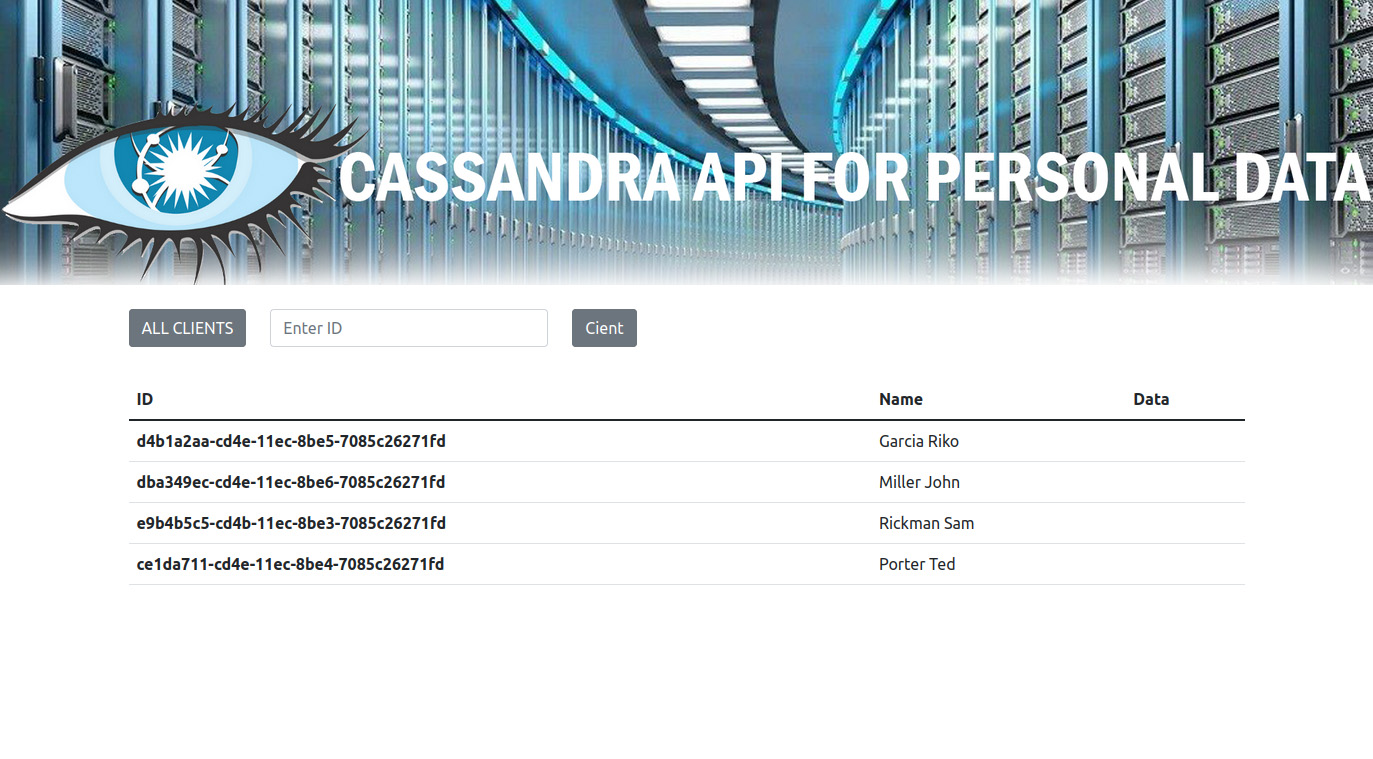 CASSANDRA API FOR PERSONAL DATA
ALL CLIENTS Enter ID Cient
ID Name Data
d4b1a2aa-cd4e-11ec-8be5-7085c26271fd Garcia Riko
dba349ec-cd4e-11ec-8be6-7085c26271fd Miller John
e9b4b5c5-cd4b-11ec-8be3-7085c26271fd Rickman Sam
ce1da711-cd4e-11ec-8be4-7085c26271fd Porter Ted